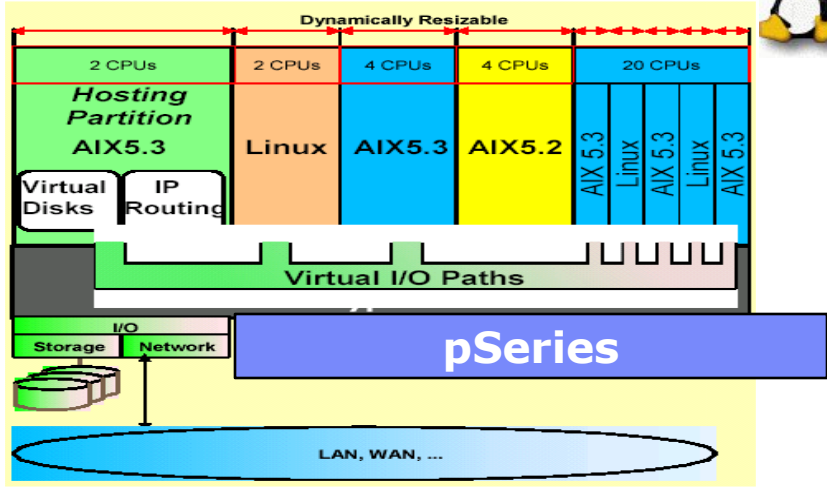 Dynamically Resizable
2 CPUs
2 CPUs
4 CPUs
4 CPUs
20 CPUs
Hosting
Partition
AIX5.3
Linux
AIX5.3
AIX5.2
AIX 5.3
Linux
AIX 5.3
Linux
AIX 5.3
Virtual
Disks
IP
Routing
Virtual I/O Paths
I/O
Storage
Network
pSeries
LAN, WAN, ...